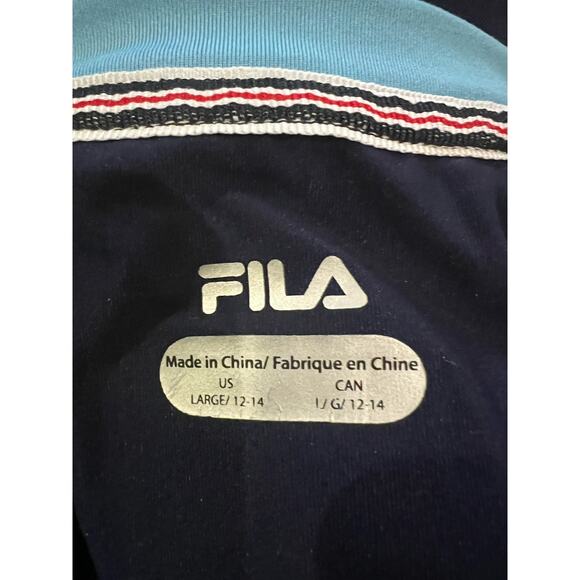 FILA
Made in China/ Fabrique en Chine
US CAN
LARGE/ 12-14 l/ G/ 12-14